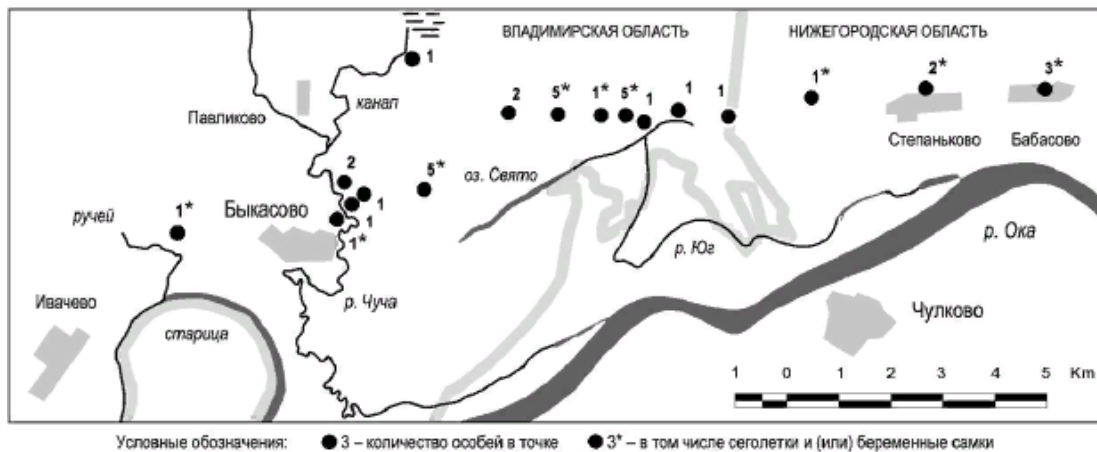 ВЛАДИМИРСКАЯ ОБЛАСТЬ НИЖЕГОРОДСКАЯ ОБЛАСТЬ
1
канал
Павликово
2 5* 1* 5* 1 1 1 1* 2* 3*
Степаньково Бабасово
2
1
1
1*
5*
оз. Свято
ручей
1*
Быкасово
р. Юг
р. Ока
Ивачево
старица
р. Чуча
Чулково
1 0 1 2 3 4 5 Km
Условные обозначения: 3 – количество особей в точке 3* – в том числе сеголетки и (или) беременные самки